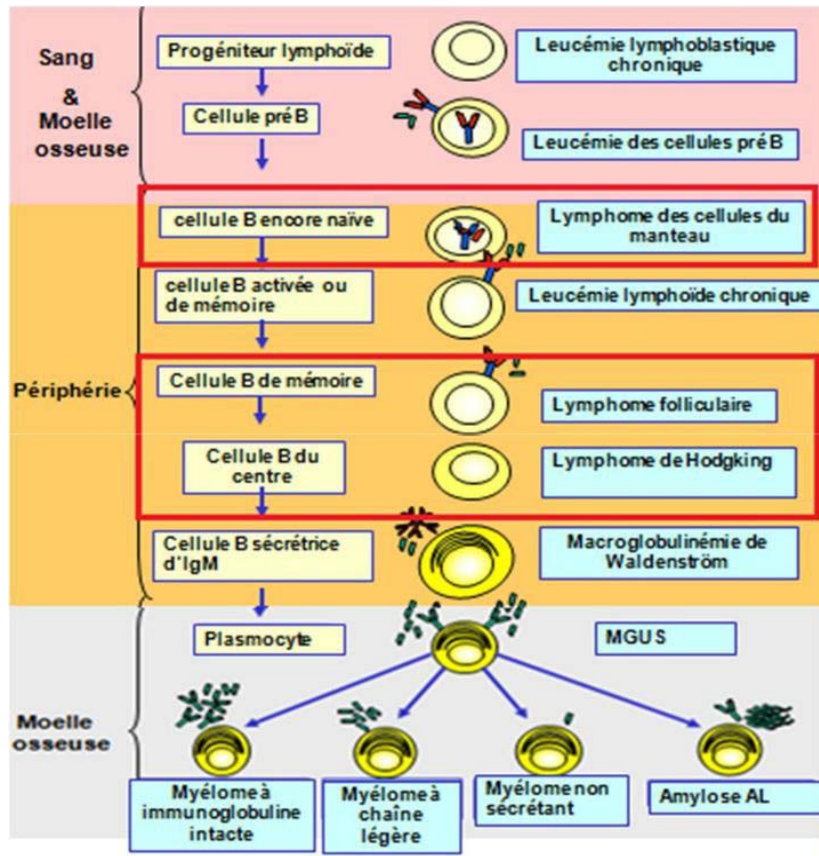 Sang
&
Moelle
osseuse
Progéniteur lymphoïde
Leucémie lymphoblastique
chronique
Cellule pré B
Leucémie des cellules pré B
Périphérie
cellule B encore naïve
Lymphome des cellules du
manteau
cellule B activée ou
de mémoire
Leucémie lymphoïde chronique
Cellule B de mémoire
Lymphome folliculaire
Cellule B du
centre
Lymphome de Hodgking
Cellule B sécrétrice
d'IgM
Macroglobulinémie de
Waldenström
Moelle
osseuse
Plasmocyte
MGUS
Myélome à
immunoglobuline
intacte
Myélome à
chaîne
légère
Myélome non
sécrétant
Amylose AL